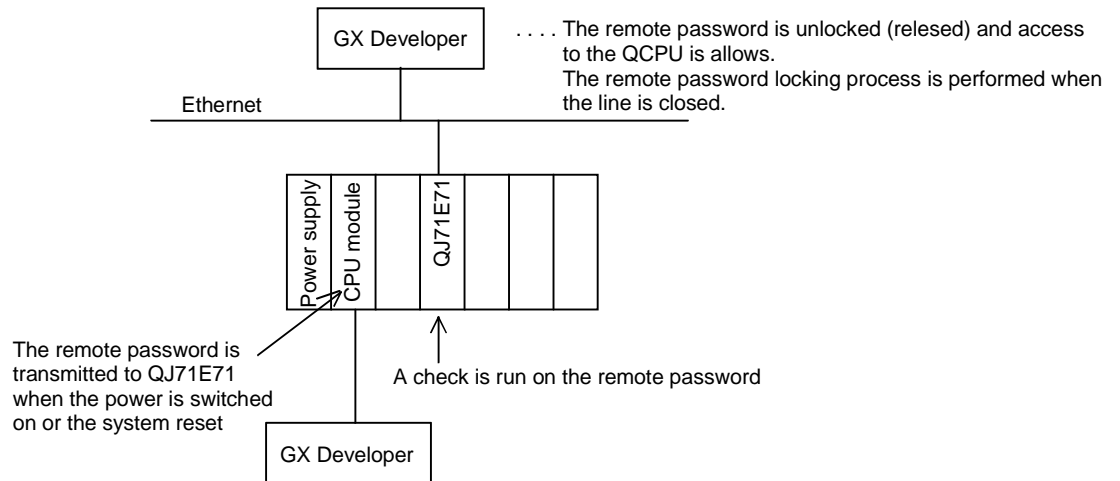 GX Developer
. . . . The remote password is unlocked (relesed) and access
to the QCPU is allows.
The remote password locking process is performed when
the line is closed.
Ethernet
Power supply
CPU module
QJ71E71
The remote password is
transmitted to QJ71E71
when the power is switched
on or the system reset
A check is run on the remote password
GX Developer